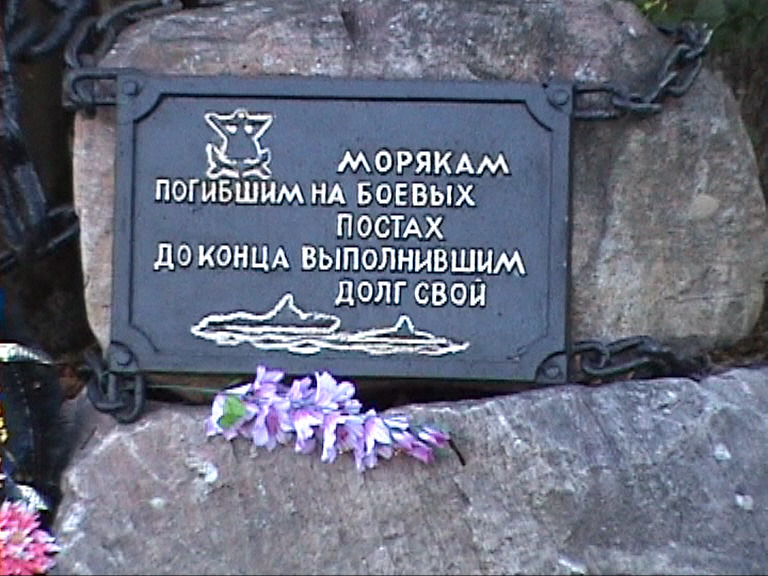 МОРЯКАМ
ПОГИБШИМ НА БОЕВЫХ
ПОСТАХ
ДО КОНЦА ВЫПОЛНИВШИМ
ДОЛГ СВОЙ